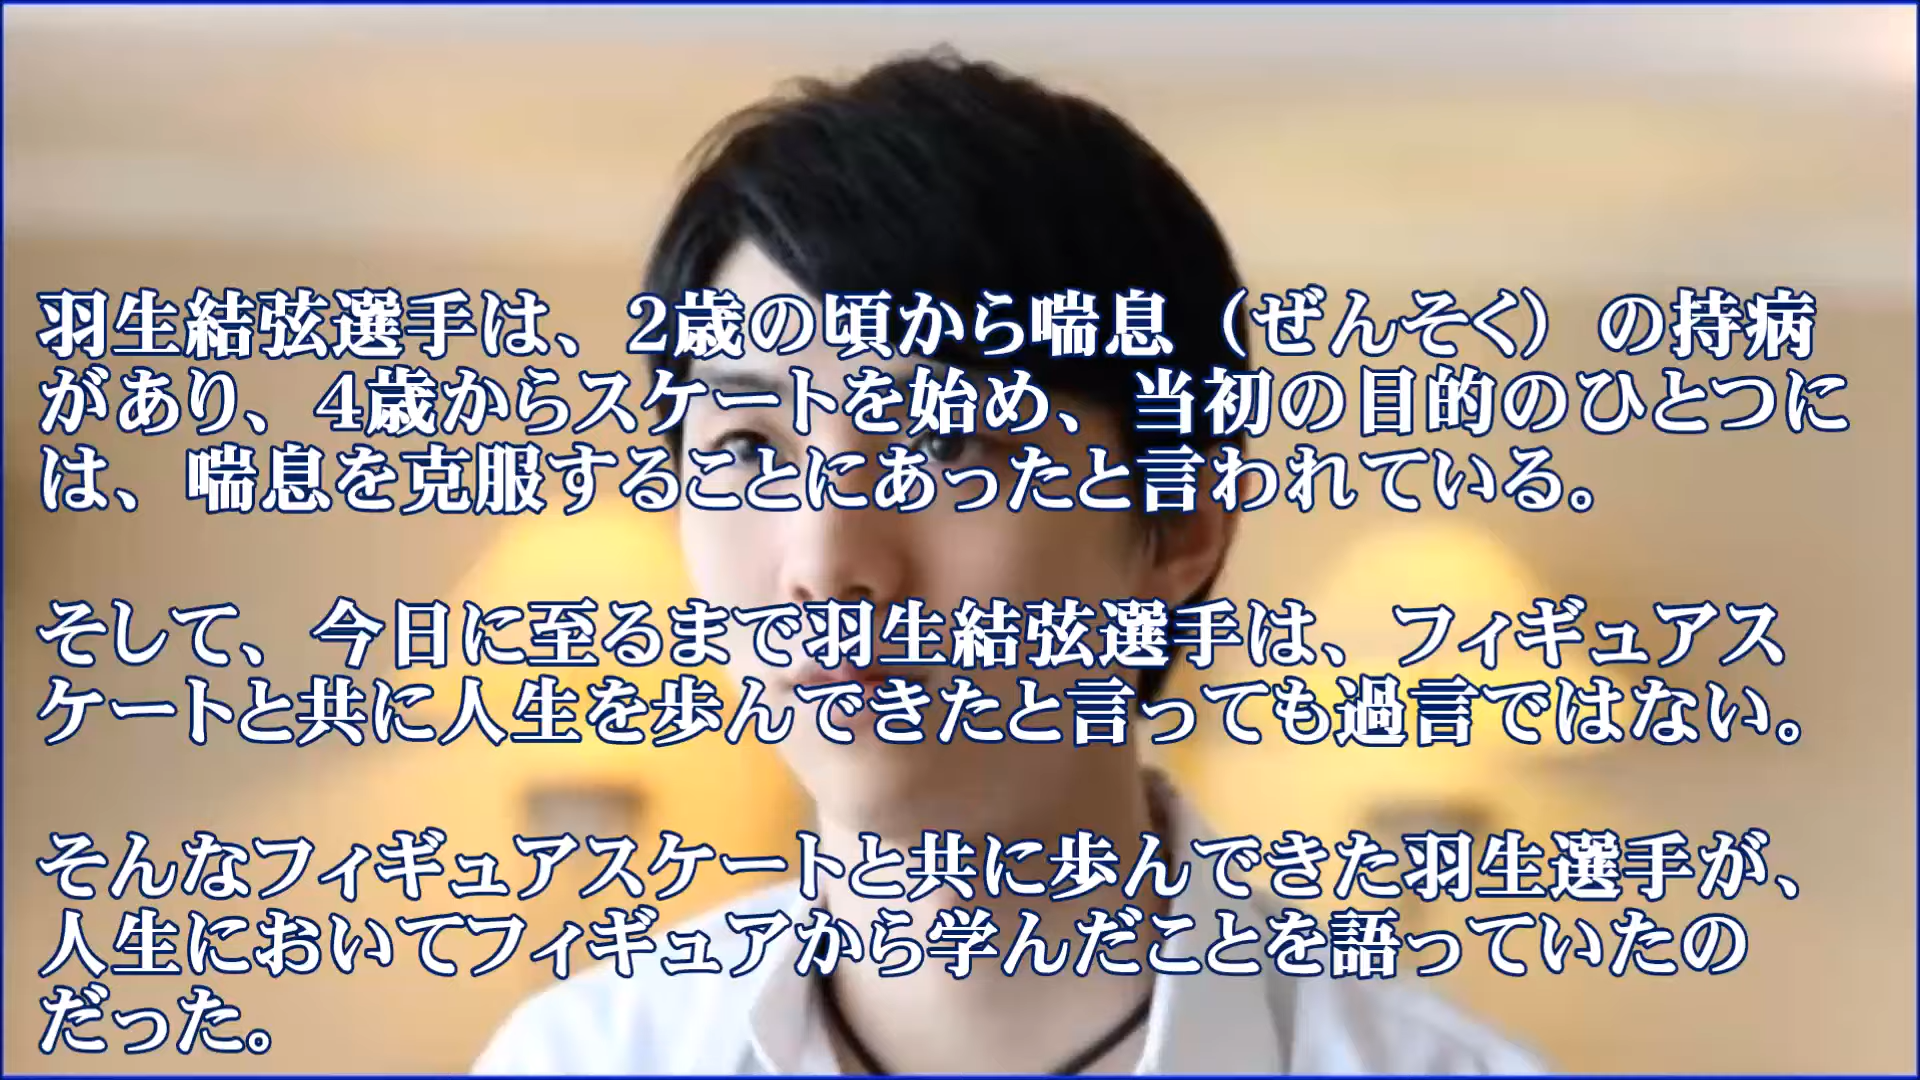 羽生結弦選手は、2歳の頃から喘息（ぜんそく）の持病
があり、4歳からスケートを始め、当初の目的のひとつに
は、喘息を克服することにあったと言われている。
そして、今日に至るまで羽生結弦選手は、フィギュアス
ケートと共に人生を歩んできたと言っても過言ではない。
そんなフィギュアスケートと共に歩んできた羽生選手が、
人生においてフィギュアから学んだことを語っていたの
だった。